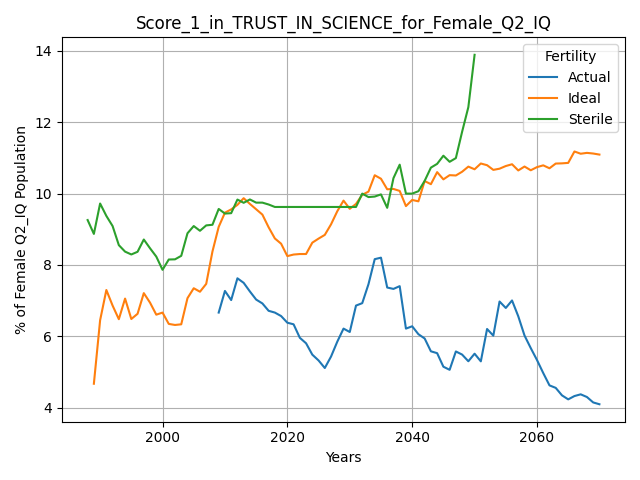 Score_1_in_TRUST_IN_SCIENCE_for_Female_Q2_IQ
% of Female Q2_IQ Population
14
12
10
8
6
4
Fertility
Actual
Ideal
Sterile
2000
2020
2040
2060
Years